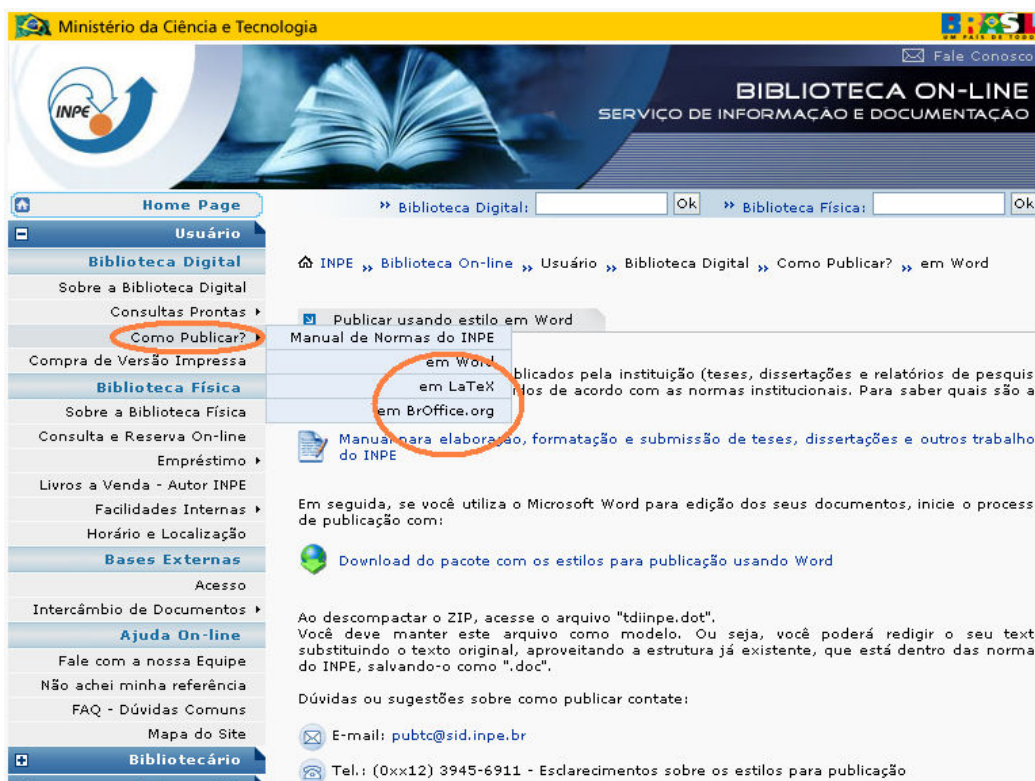 Ministério da Ciência e Tecnologia
BRASIL
UM PAÍS DE TODOS
Fale Conosco
INPE
BIBLIOTECA ON-LINE
SERVIÇO DE INFORMAÇÃO E DOCUMENTAÇÃO
Home Page
›› Biblioteca Digital: Ok ›› Biblioteca Física: Ok
Usuário
Biblioteca Digital
Sobre a Biblioteca Digital
Consultas Prontas
Como Publicar?
Compra de Versão Impressa
Biblioteca Física
Sobre a Biblioteca Física
Consulta e Reserva On-line
Empréstimo
Livros a Venda - Autor INPE
Facilidades Internas
Horário e Localização
Bases Externas
Acesso
Intercâmbio de Documentos
Ajuda On-line
Fale com a nossa Equipe
Não achei minha referência
FAQ - Dúvidas Comuns
Mapa do Site
Bibliotecário
Manual de Normas do INPE
em Word
em LaTeX
em BrOffice.org
INPE ›› Biblioteca On-line ›› Usuário ›› Biblioteca Digital ›› Como Publicar? ›› em Word
Publicar usando estilo em Word
blicados pela instituição (teses, dissertações e relatórios de pesquis
dos de acordo com as normas institucionais. Para saber quais são a
Manual para elaboração, formatação e submissão de teses, dissertações e outros trabalho
do INPE
Em seguida, se você utiliza o Microsoft Word para edição dos seus documentos, inicie o process
de publicação com:
Download do pacote com os estilos para publicação usando Word
Ao descompactar o ZIP, acesse o arquivo "tdiinpe.dot".
Você deve manter este arquivo como modelo. Ou seja, você poderá redigir o seu text
substituindo o texto original, aproveitando a estrutura já existente, que está dentro das norma
do INPE, salvando-o como ".doc".
Dúvidas ou sugestões sobre como publicar contate:
E-mail: pubtc@sid.inpe.br
Tel.: (0xx12) 3945-6911 - Esclarecimentos sobre os estilos para publicação